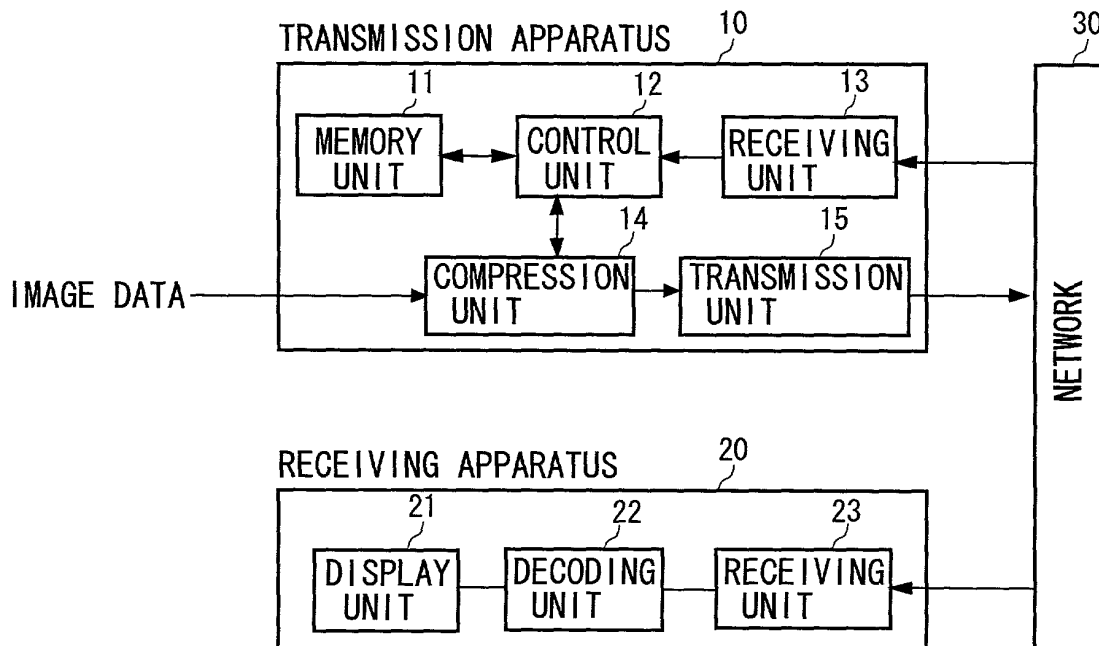 TRANSMISSION APPARATUS
10
30
11
12
13
MEMORY
UNIT
CONTROL
UNIT
RECEIVING
UNIT
14
15
IMAGE DATA
COMPRESSION
UNIT
TRANSMISSION
UNIT
NETWORK
RECEIVING APPARATUS
20
21
22
23
DISPLAY
UNIT
DECODING
UNIT
RECEIVING
UNIT